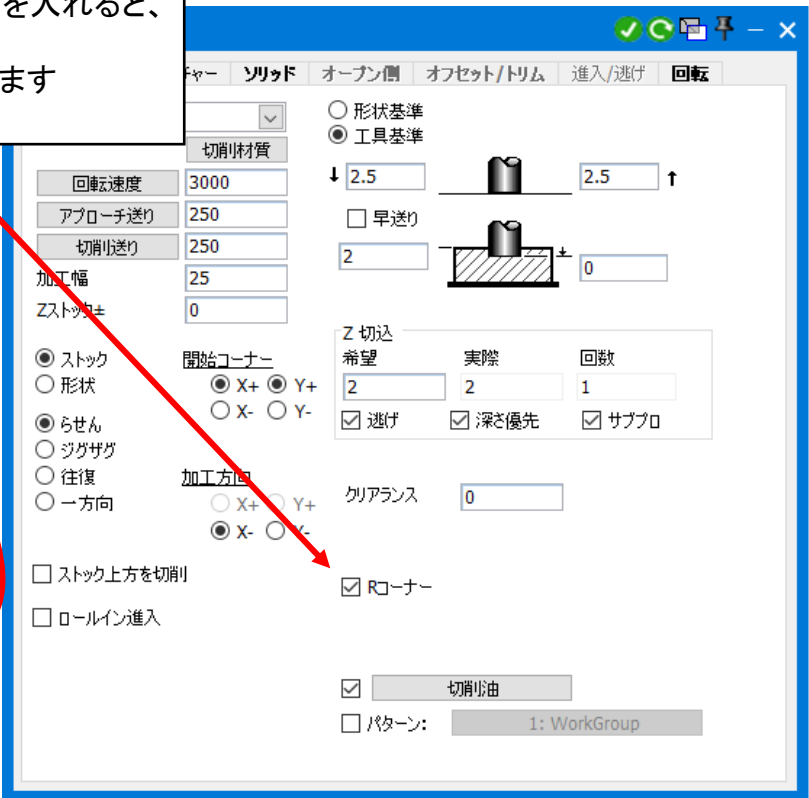 を入れると、
ます
ソリッド オープン側 オフセット/トリム 進入/逃げ 回転
形状基準
工具基準
切削材質
回転速度 3000
アプローチ送り 250
切削送り 250
加工幅 25
Zストック± 0
2.5 2.5
早送り
2
0
Z 切込
希望 実際 回数
2 2 1
逃げ 深さ優先 サブプロ
ストック
形状
開始コーナー
X+ Y+
X- Y-
らせん
ジグザグ
往復
一方向
加工方向
X+ Y+
X- Y-
クリアランス 0
ストック上方を切削
ロールイン進入
Rコーナー
切削油
パターン: 1: WorkGroup